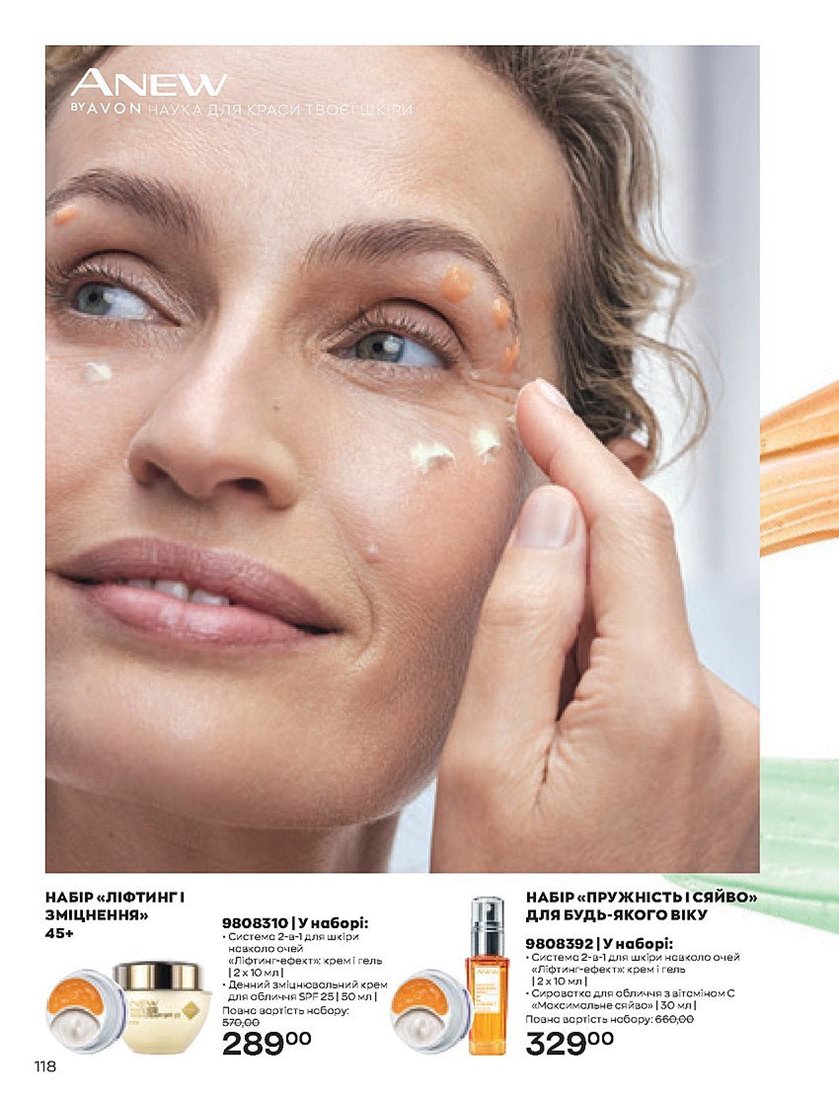 ANEW
BY AVON НАУКА ДЛЯ КРАСИ ТВОЄЇ ШКІРИ
НАБІР «ЛІФТИНГ І
ЗМІЦНЕННЯ»
45+
9808310 | У наборі:
• Система 2-в-1 для шкіри
навколо очей
«Ліфтинг-ефект»: крем і гель
| 2 х 10 мл |
• Денний зміцнювальний крем
для обличчя SPF 25 | 50 мл |
Повна вартість набору:
570,00
289⁰⁰
НАБІР «ПРУЖНІСТЬ І СЯЙВО»
ДЛЯ БУДЬ-ЯКОГО ВІКУ
9808392 | У наборі:
• Система 2-в-1 для шкіри навколо очей
«Ліфтинг-ефект»: крем і гель
| 2 х 10 мл |
• Сироватка для обличчя з вітаміном С
«Максимальне сяйво» | 30 мл |
Повна вартість набору: 660,00
329⁰⁰
ANEW
ANEW
118